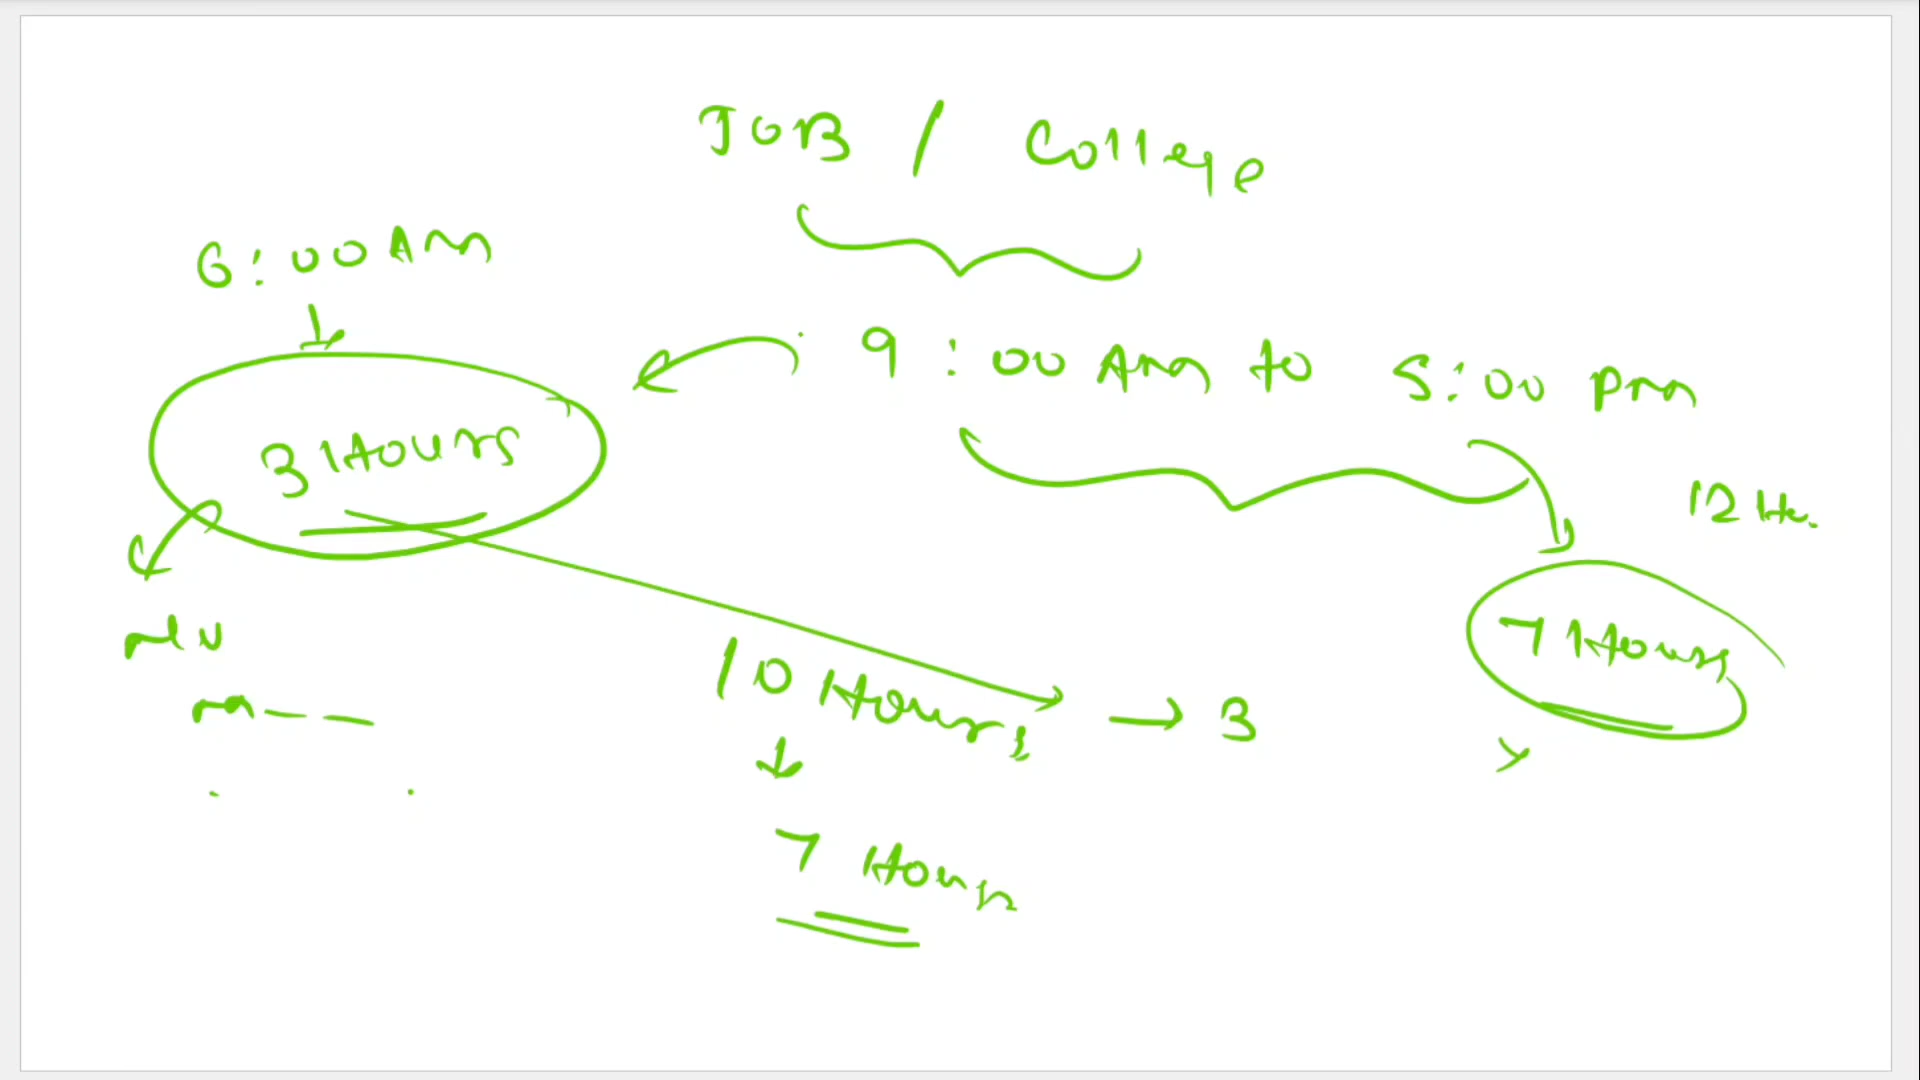 JOB / College
6:00 AM
9:00 Am to 5:00 pm
3 Hours
12 Hr.
7 Hours
10 Hours → 3
7 Hours